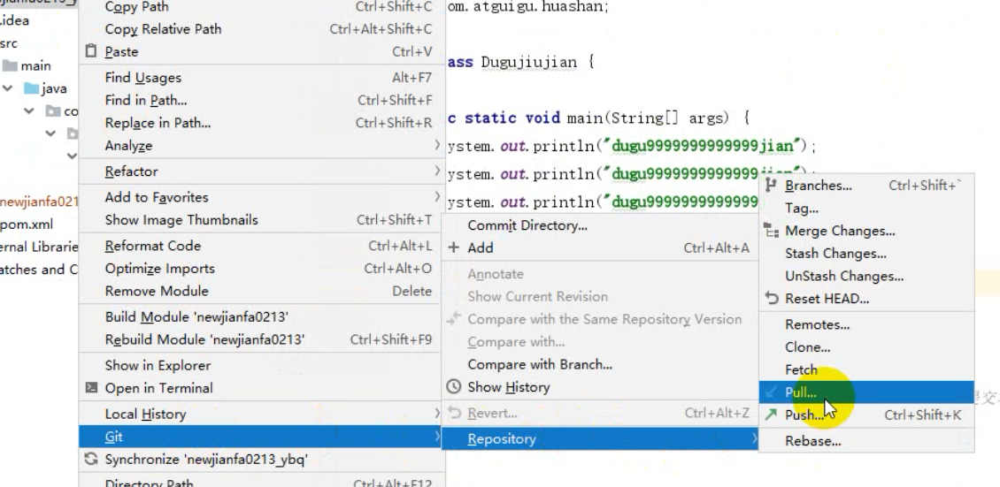 Copy Path Ctrl+Shift+C
Copy Relative Path Ctrl+Alt+Shift+C
Paste Ctrl+V
Find Usages Alt+F7
Find in Path... Ctrl+Shift+F
Replace in Path... Ctrl+Shift+R
Analyze
Refactor
Add to Favorites
Show Image Thumbnails Ctrl+Shift+T
Reformat Code Ctrl+Alt+L
Optimize Imports Ctrl+Alt+O
Remove Module Delete
Build Module 'newjianfa0213'
Rebuild Module 'newjianfa0213' Ctrl+Shift+F9
Show in Explorer
Open in Terminal
Local History
Git
Synchronize 'newjianfa0213_ybq'
Directory Path Ctrl+Alt+F12
.idea
src
main
java
co
newjianfa021
pom.xml
ernal Librarie
atches and C
om.atguigu.huashan;
ass Dugujiujian {
c static void main(String[] args) {
ystem.out.println("dugu9999999999999jian");
ystem.out.println("dugu9999999999999jian");
ystem.out.println("dugu9999999999999
Commit Directory...
Add Ctrl+Alt+A
Annotate
Show Current Revision
Compare with the Same Repository Version
Compare with...
Compare with Branch...
Show History
Revert... Ctrl+Alt+Z
Repository
Branches... Ctrl+Shift+`
Tag...
Merge Changes...
Stash Changes...
UnStash Changes...
Reset HEAD...
Remotes...
Clone...
Fetch
Pull...
Push... Ctrl+Shift+K
Rebase...